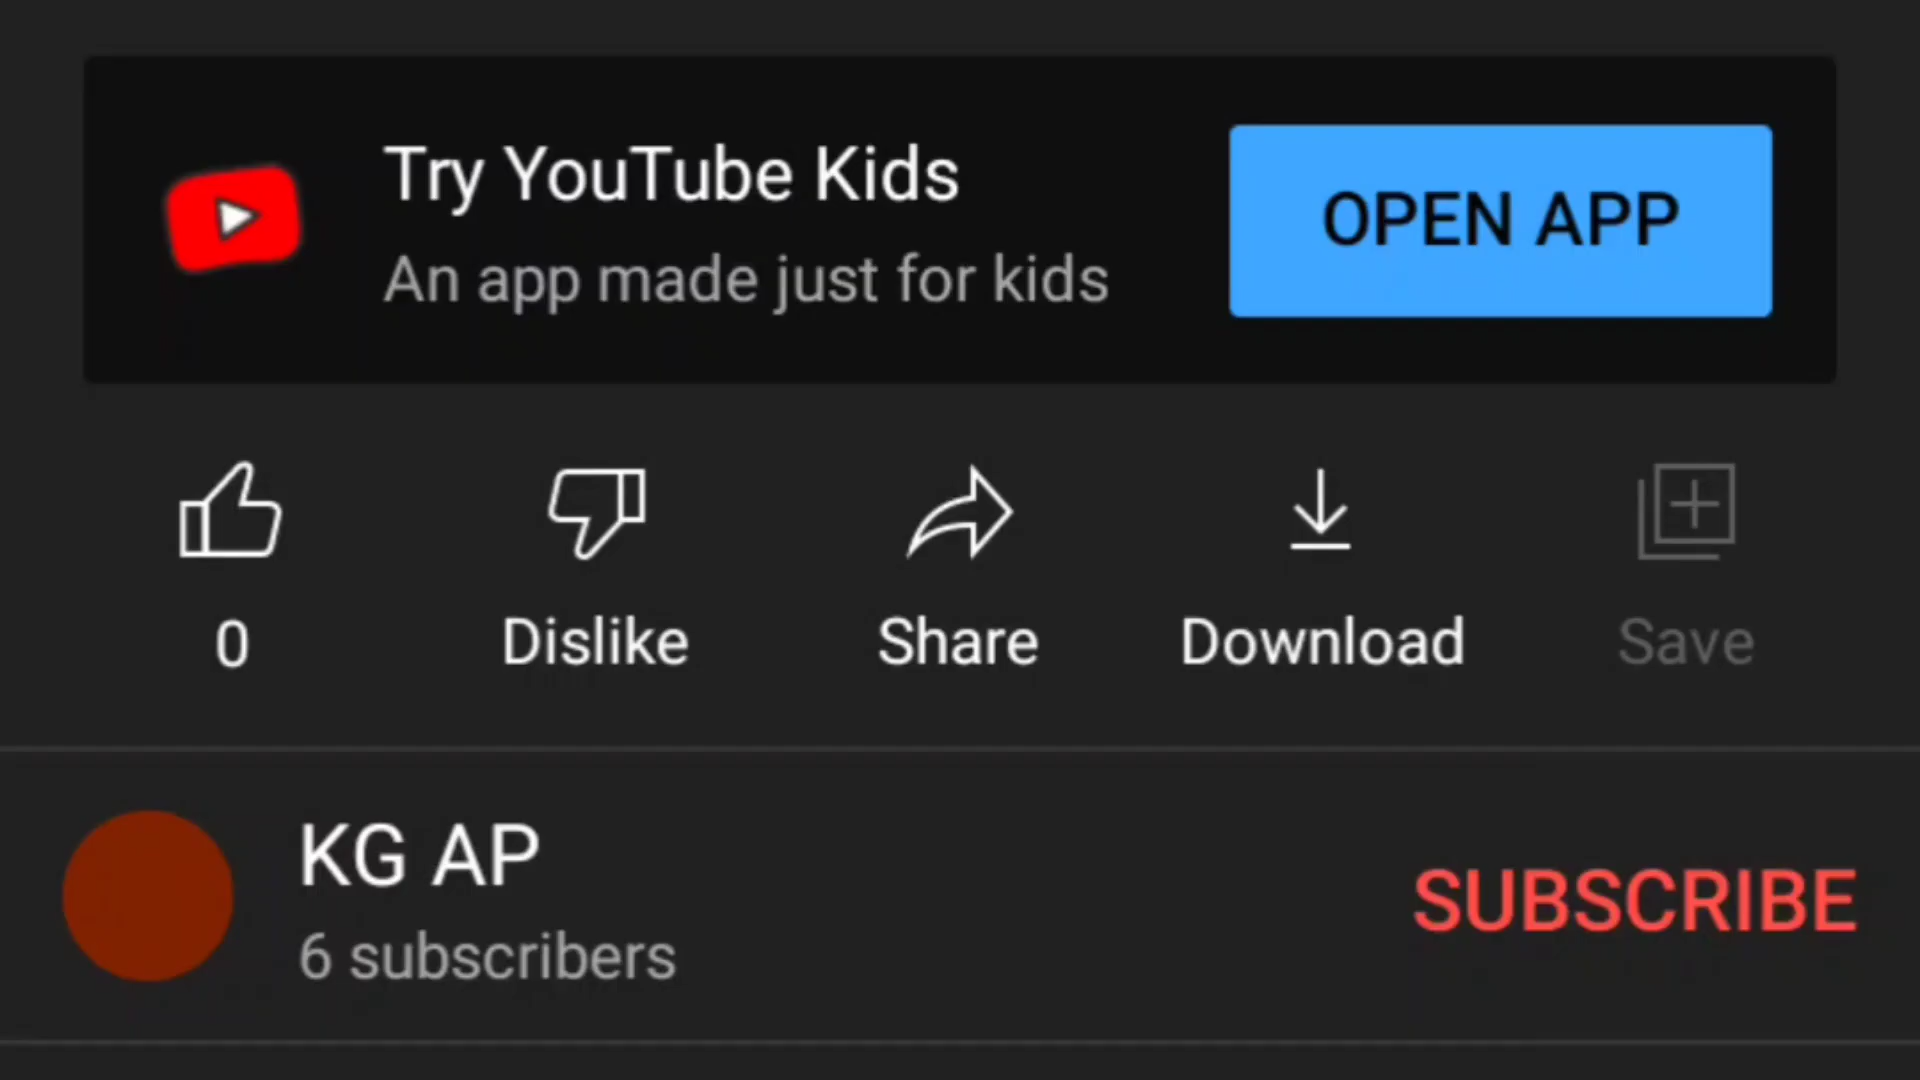 Try YouTube Kids
An app made just for kids
OPEN APP
0
Dislike
Share
Download
Save
KG AP
6 subscribers
SUBSCRIBE